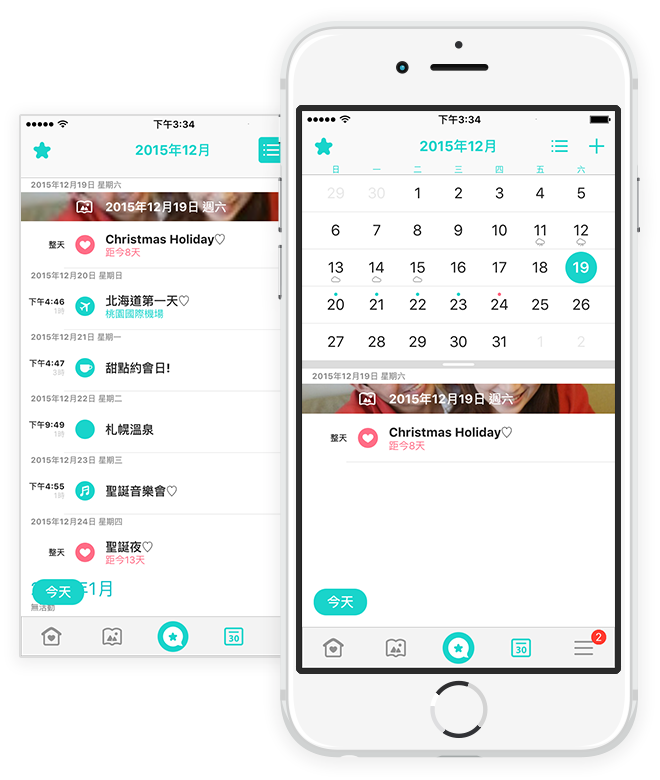 下午3:34
2015年12月
2015年12月19日 星期六
2015年12月19日 週六
整天
Christmas Holiday♡
距今8天
2015年12月20日 星期日
下午4:46
1時
北海道第一天♡
桃園國際機場
2015年12月21日 星期一
下午4:47
3時
甜點約會日!
2015年12月22日 星期二
下午9:49
1時
札幌溫泉
2015年12月23日 星期三
下午4:55
1時
聖誕音樂會♡
2015年12月24日 星期四
整天
聖誕夜♡
距今13天
年1月
今天
無活動
30
下午3:34
2015年12月
日 一 二 三 四 五 六
29 30 1 2 3 4 5
6 7 8 9 10 11 12
13 14 15 16 17 18 19
20 21 22 23 24 25 26
27 28 29 30 31 1 2
2015年12月19日 星期六
2015年12月19日 週六
整天
Christmas Holiday♡
距今8天
今天
30
2